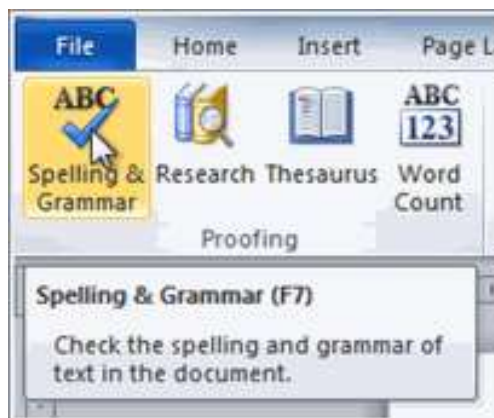 File Home Insert Page L
ABC ABC
123
Spelling & Research Thesaurus Word
Grammar Count
Proofing
Spelling & Grammar (F7)
Check the spelling and grammar of
text in the document.